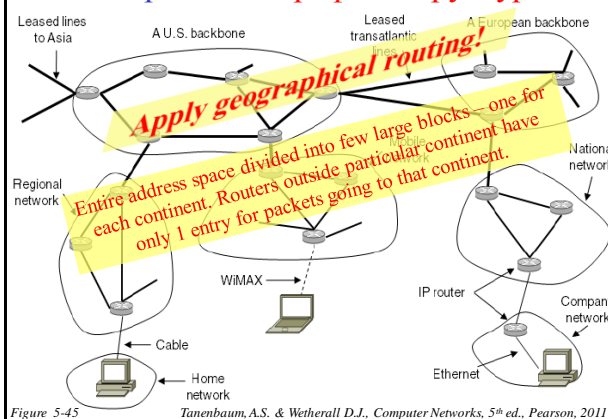 Leased lines
to Asia
A U.S. backbone
Leased
transatlantic
lines
A European backbone
Apply geographical routing!
Entire address space divided into few large blocks – one for
each continent. Routers outside particular continent have
only 1 entry for packets going to that continent.
Regional
network
Mobile
network
National
network
WiMAX
IP router
Company
network
Cable
Ethernet
Home
network
Figure 5-45
Tanenbaum, A.S. & Wetherall D.J., Computer Networks, 5th ed., Pearson, 2011